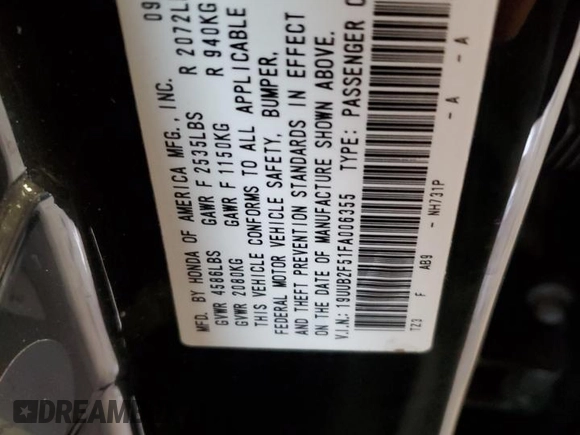 MFD. BY HONDA OF AMERICA MFG., INC. 09
GVWR 4586LBS GAWR F 2535LBS R 2072L
GVWR 2080KG GAWR F 1150KG R 940KG
THIS VEHICLE CONFORMS TO ALL APPLICABLE
FEDERAL MOTOR VEHICLE SAFETY, BUMPER,
AND THEFT PREVENTION STANDARDS IN EFFECT
ON THE DATE OF MANUFACTURE SHOWN ABOVE.
V.I.N.: 19UUB2F51FA006355 TYPE: PASSENGER C
TZ3 F AB9 - NH731P - A - A
DREAM